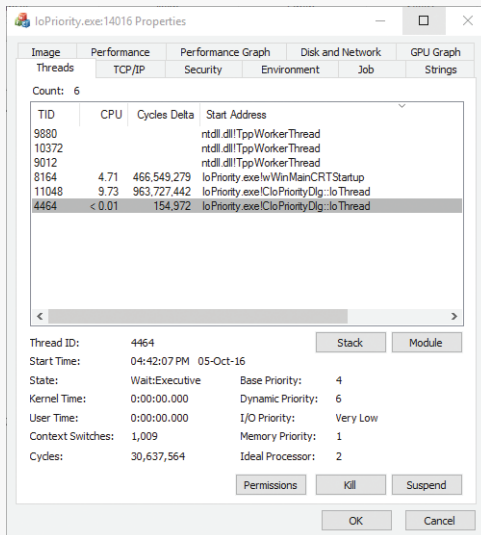 IoPriority.exe:14016 Properties
Image Performance Performance Graph Disk and Network GPU Graph
Threads TCP/IP Security Environment Job Strings
Count: 6
TID CPU Cycles Delta Start Address
9880 ntdll.dll!TppWorkerThread
10372 ntdll.dll!TppWorkerThread
9012 ntdll.dll!TppWorkerThread
8164 4.71 466,549,279 IoPriority.exe!wWinMainCRTStartup
11048 9.73 963,727,442 IoPriority.exe!CIoPriorityDlg::IoThread
4464 < 0.01 154,972 IoPriority.exe!CIoPriorityDlg::IoThread
Thread ID: 4464 Stack Module
Start Time: 04:42:07 PM 05-Oct-16
State: Wait:Executive Base Priority: 4
Kernel Time: 0:00:00.000 Dynamic Priority: 6
User Time: 0:00:00.000 I/O Priority: Very Low
Context Switches: 1,009 Memory Priority: 1
Cycles: 30,637,564 Ideal Processor: 2
Permissions Kill Suspend
OK Cancel